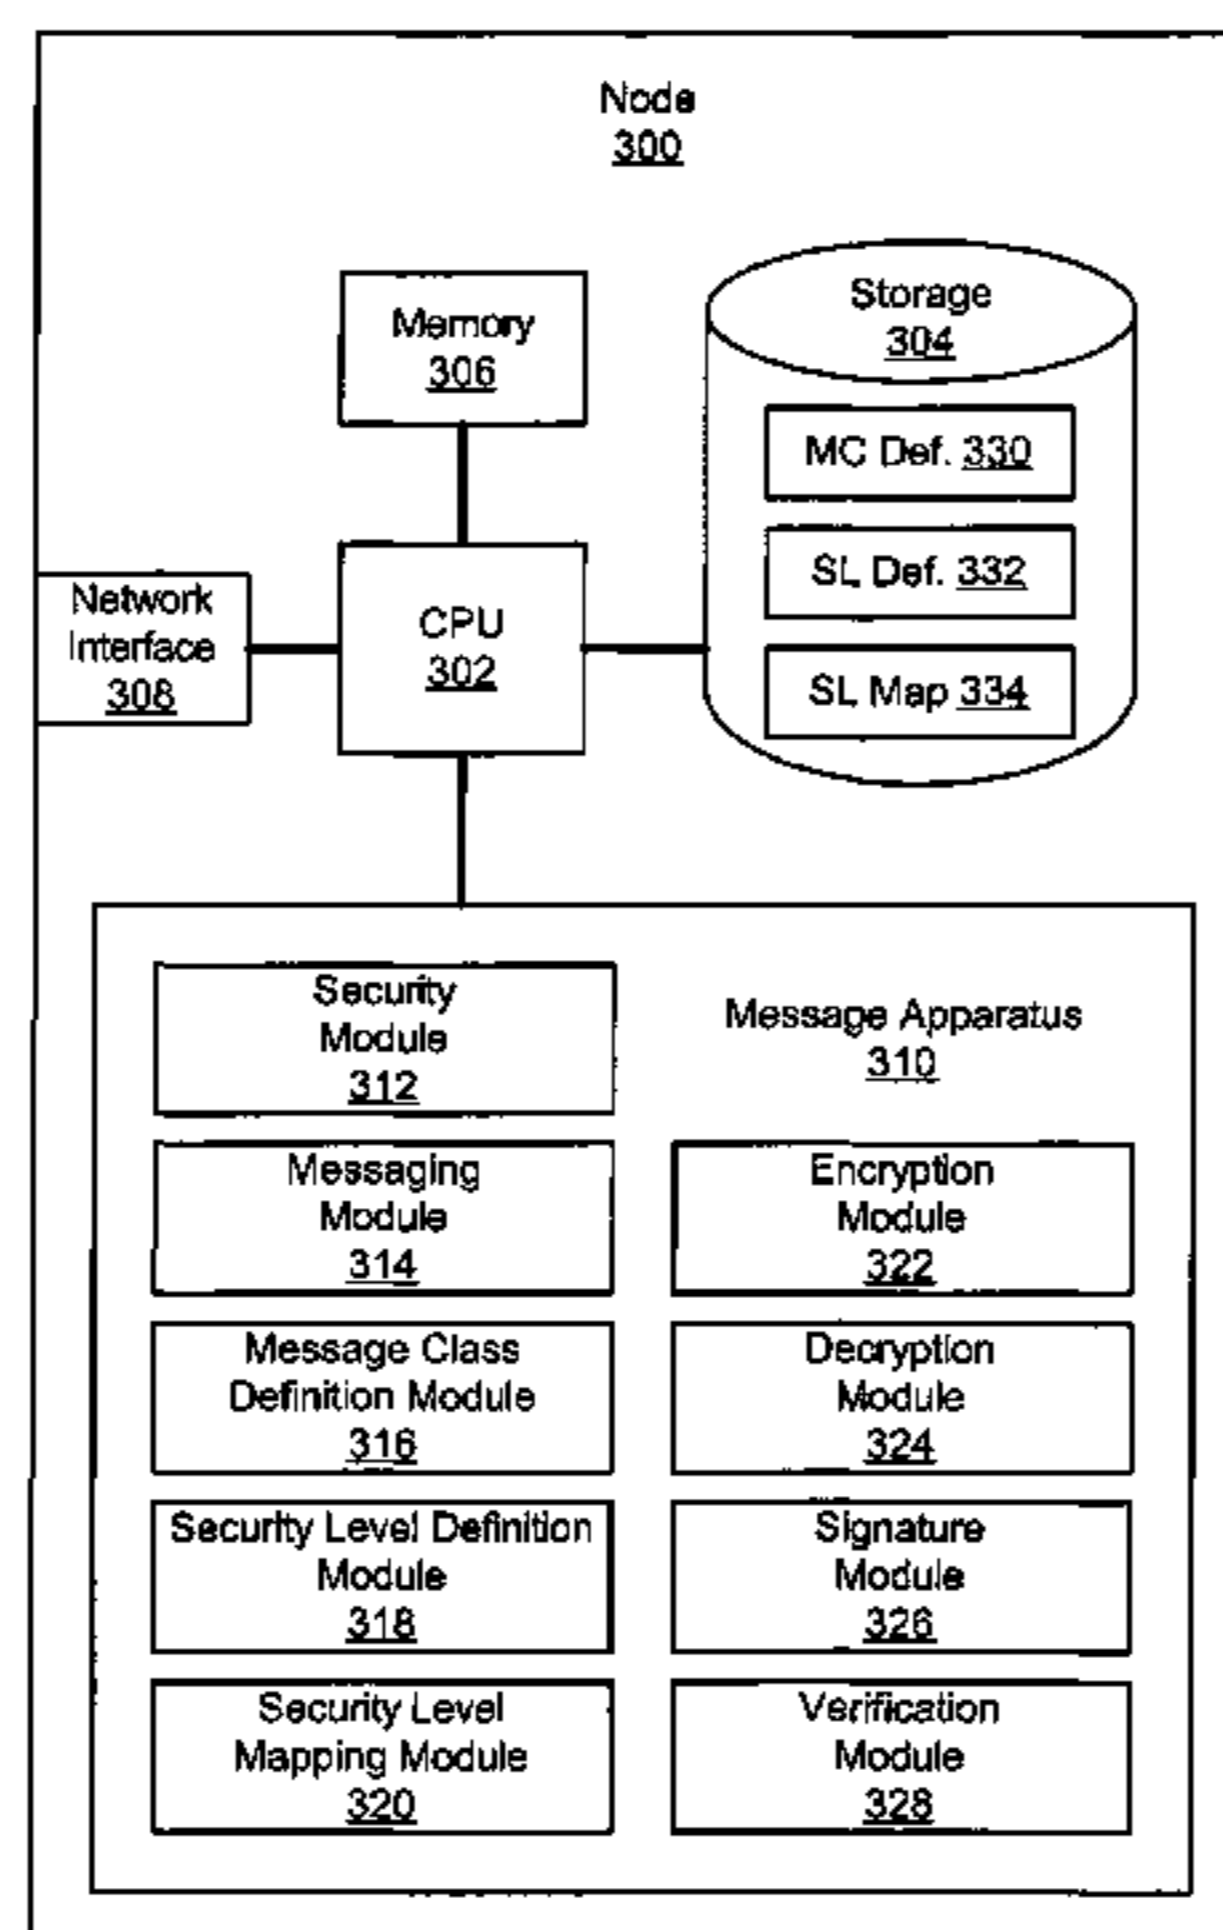 Node
300
Memory
306
Storage
304
MC Def. 330
SL Def. 332
SL Map 334
Network
Interface
308
CPU
302
Message Apparatus
310
Security
Module
312
Messaging
Module
314
Message Class
Definition Module
316
Security Level Definition
Module
318
Security Level
Mapping Module
320
Encryption
Module
322
Decryption
Module
324
Signature
Module
326
Verification
Module
328